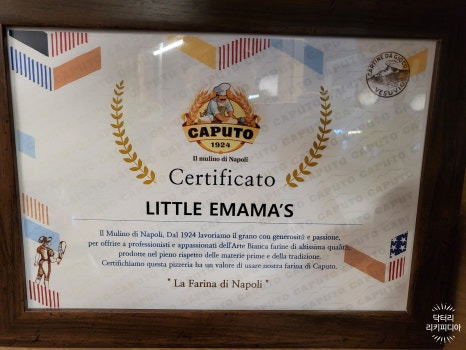 CAPUTO
1924
Il mulino di Napoli
Certificato
LITTLE EMAMA'S
Il Mulino di Napoli, Dal 1924 lavoriamo il grano con generosità e passione,
per offrire a professionisti e appassionati dell'Arte Bianca farine di altissima qualità,
prodotte nel pieno rispetto delle materie prime e della tradizione.
Certifichiamo questa pizzeria ha un valore di usare nostra farina di Caputo.
" La Farina di Napoli "
VESUVIO
닥터리
리키피디아